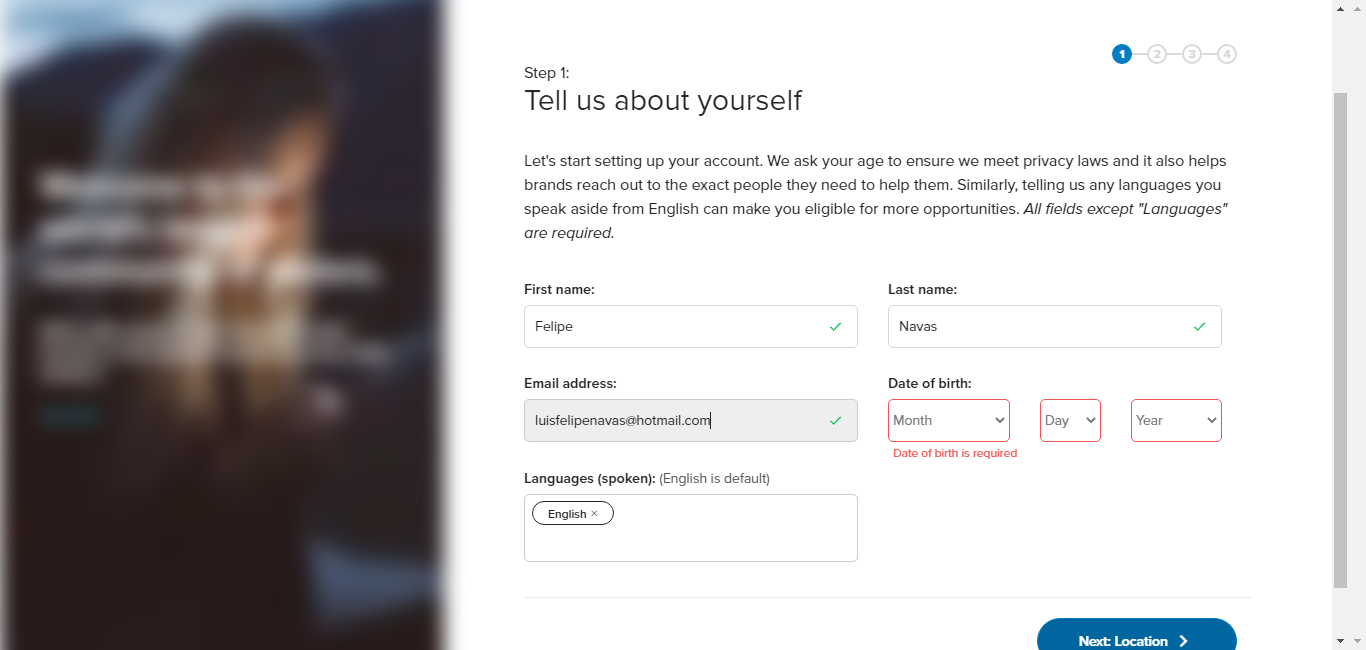 1 2 3 4
Step 1:
Tell us about yourself
Let's start setting up your account. We ask your age to ensure we meet privacy laws and it also helps
brands reach out to the exact people they need to help them. Similarly, telling us any languages you
speak aside from English can make you eligible for more opportunities. All fields except "Languages"
are required.
First name:
Last name:
Felipe
Navas
Email address:
Date of birth:
luisfelipenavas@hotmail.com
Month
Day
Year
Date of birth is required
Languages (spoken): (English is default)
English ×
Next: Location